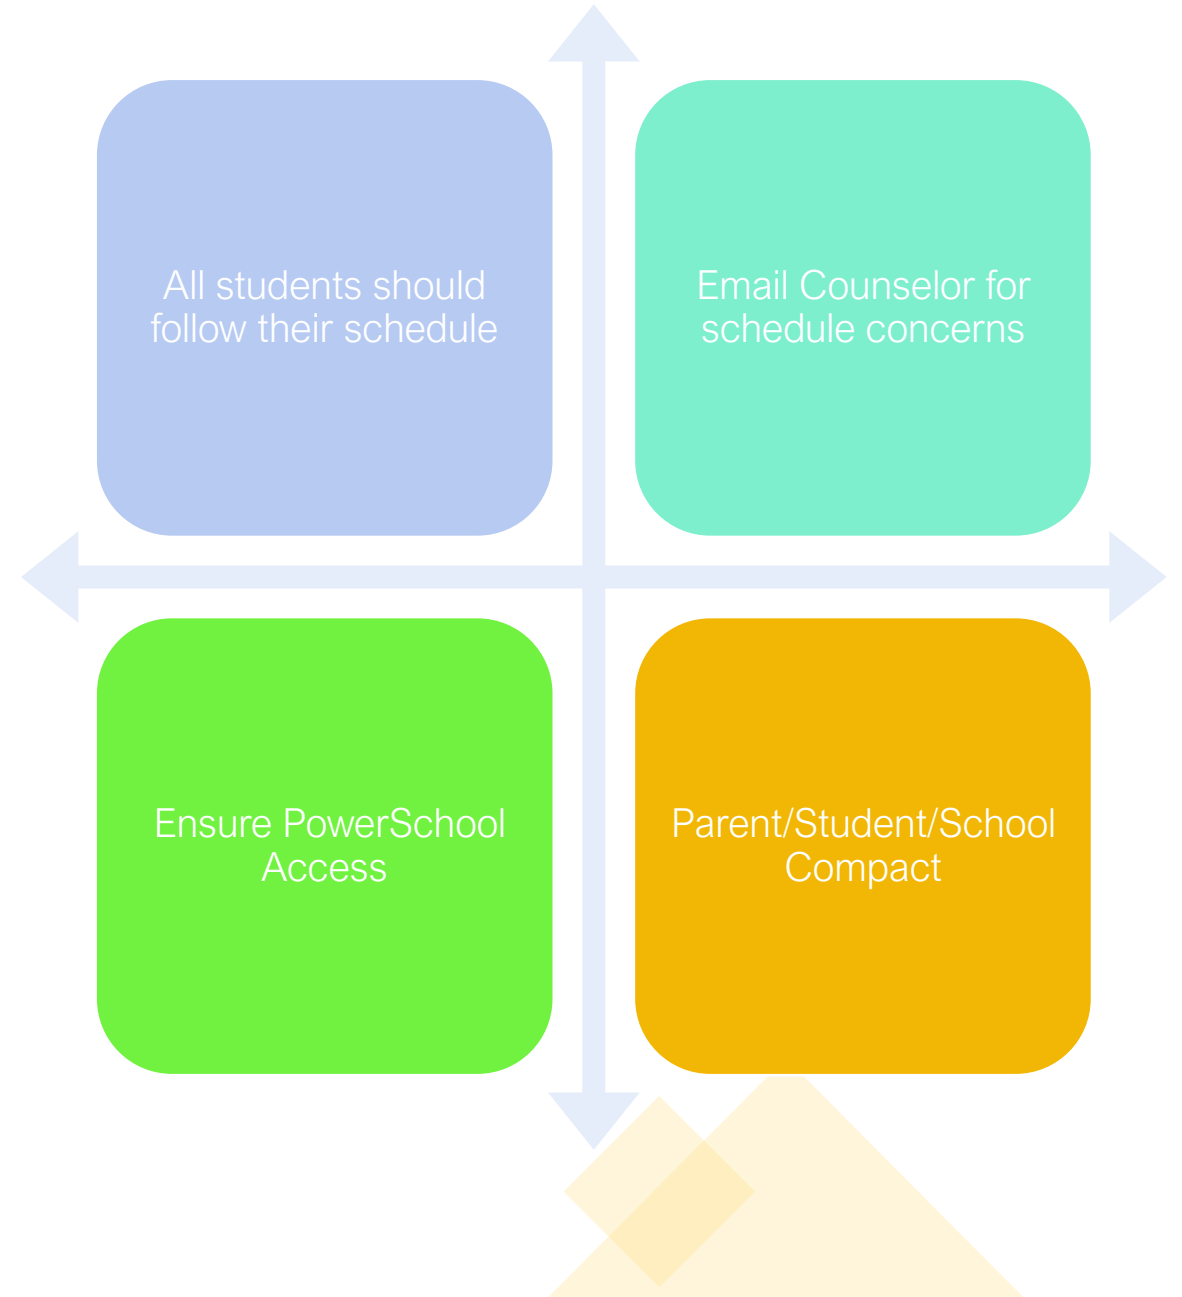 All students should
follow their schedule
Email Counselor for
schedule concerns
Ensure PowerSchool
Access
Parent/Student/School
Compact